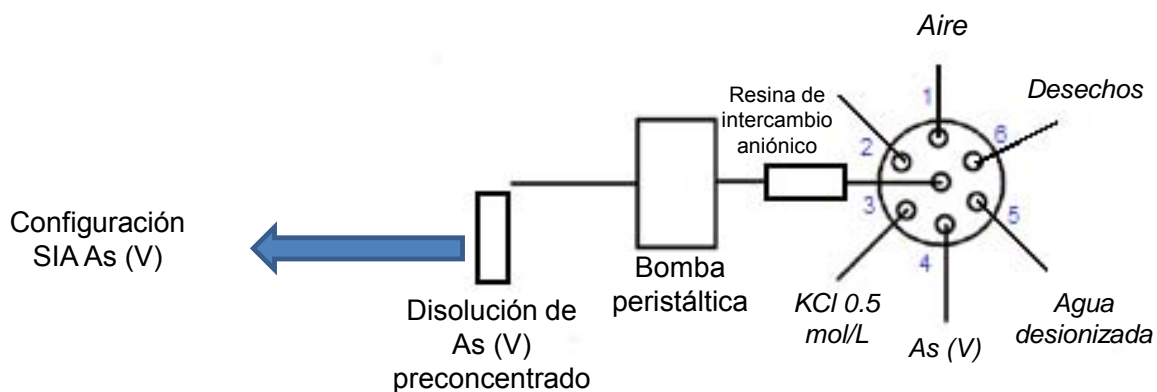 Aire
Desechos
Resina de
intercambio
aniónico
1
2
6
3
5
4
Configuración
SIA As (V)
Bomba
peristáltica
Disolución de
As (V)
preconcentrado
KCl 0.5
mol/L
As (V)
Agua
desionizada